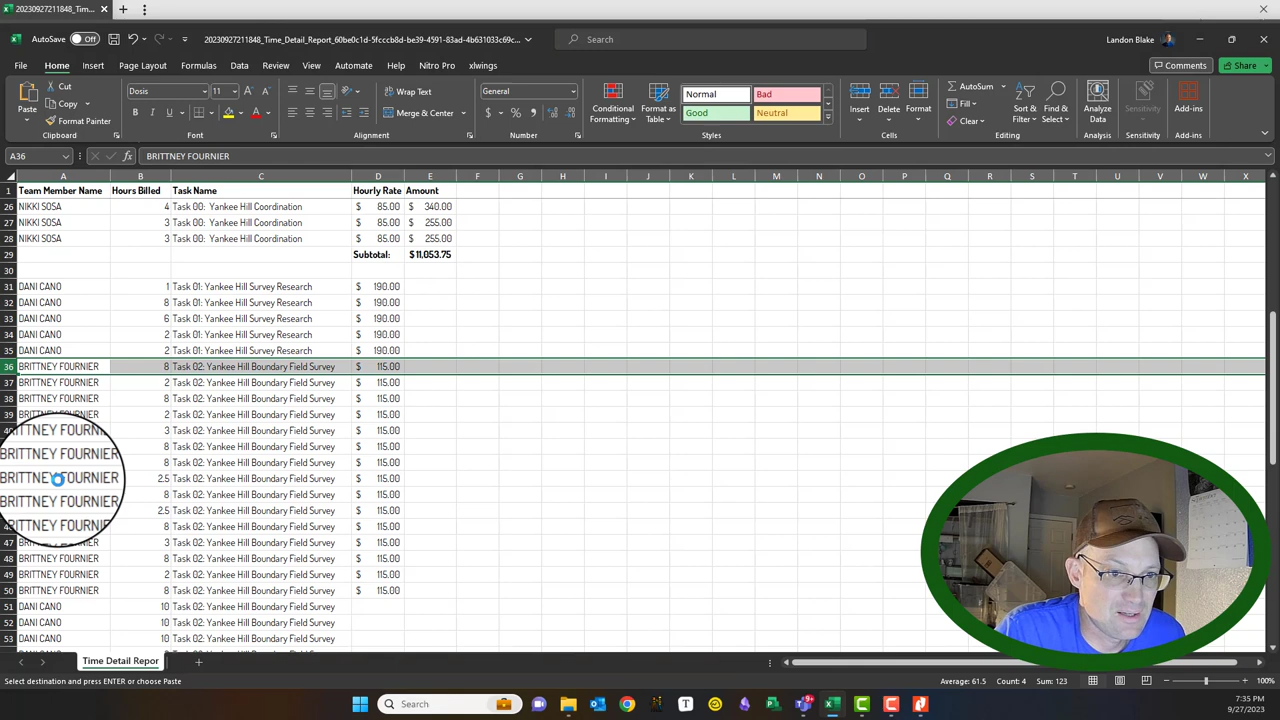 20230927211848_Time_...
AutoSave Off 20230927211848_Time_Detail_Report_60be0c1d-5fcccb8d-be39-4591-83ad-4b631033c69c... Search Landon Blake
File Home Insert Page Layout Formulas Data Review View Automate Help Nitro Pro xlwings Comments Share
Paste Cut Copy Format Painter Dosis 11 Wrap Text Merge & Center General Conditional Formatting Format as Table Normal Bad Good Neutral Insert Delete Format AutoSum Fill Clear Sort & Filter Find & Select Analyze Data Sensitivity Add-ins
Clipboard Font Alignment Number Styles Cells Editing Analysis Sensitivity Add-ins
A36 BRITTNEY FOURNIER
A B C D E F G H I J K L M N O P Q R S T U V W X
1 Team Member Name Hours Billed Task Name Hourly Rate Amount
26 NIKKI SOSA 4 Task 00: Yankee Hill Coordination $ 85.00 $ 340.00
27 NIKKI SOSA 3 Task 00: Yankee Hill Coordination $ 85.00 $ 255.00
28 NIKKI SOSA 3 Task 00: Yankee Hill Coordination $ 85.00 $ 255.00
29 Subtotal: $11,053.75
30
31 DANI CANO 1 Task 01: Yankee Hill Survey Research $ 190.00
32 DANI CANO 8 Task 01: Yankee Hill Survey Research $ 190.00
33 DANI CANO 6 Task 01: Yankee Hill Survey Research $ 190.00
34 DANI CANO 2 Task 01: Yankee Hill Survey Research $ 190.00
35 DANI CANO 2 Task 01: Yankee Hill Survey Research $ 190.00
36 BRITTNEY FOURNIER 8 Task 02: Yankee Hill Boundary Field Survey $ 115.00
37 BRITTNEY FOURNIER 2 Task 02: Yankee Hill Boundary Field Survey $ 115.00
38 BRITTNEY FOURNIER 8 Task 02: Yankee Hill Boundary Field Survey $ 115.00
39 BRITTNEY FOURNIER 2 Task 02: Yankee Hill Boundary Field Survey $ 115.00
3 Task 02: Yankee Hill Boundary Field Survey $ 115.00
BRITTNEY FOURNIER 8 Task 02: Yankee Hill Boundary Field Survey $ 115.00
8 Task 02: Yankee Hill Boundary Field Survey $ 115.00
BRITTNEY FOURNIER 2.5 Task 02: Yankee Hill Boundary Field Survey $ 115.00
8 Task 02: Yankee Hill Boundary Field Survey $ 115.00
BRITTNEY FOURNIER 2.5 Task 02: Yankee Hill Boundary Field Survey $ 115.00
8 Task 02: Yankee Hill Boundary Field Survey $ 115.00
47 BRITTNEY FOURNIER 3 Task 02: Yankee Hill Boundary Field Survey $ 115.00
48 BRITTNEY FOURNIER 8 Task 02: Yankee Hill Boundary Field Survey $ 115.00
49 BRITTNEY FOURNIER 2 Task 02: Yankee Hill Boundary Field Survey $ 115.00
50 BRITTNEY FOURNIER 8 Task 02: Yankee Hill Boundary Field Survey $ 115.00
51 DANI CANO 10 Task 02: Yankee Hill Boundary Field Survey
52 DANI CANO 10 Task 02: Yankee Hill Boundary Field Survey
53 DANI CANO 10 Task 02: Yankee Hill Boundary Field Survey
Time Detail Repor
Select destination and press ENTER or choose Paste Average: 61.5 Count: 4 Sum: 123 100%
Search 7:35 PM
9/27/2023